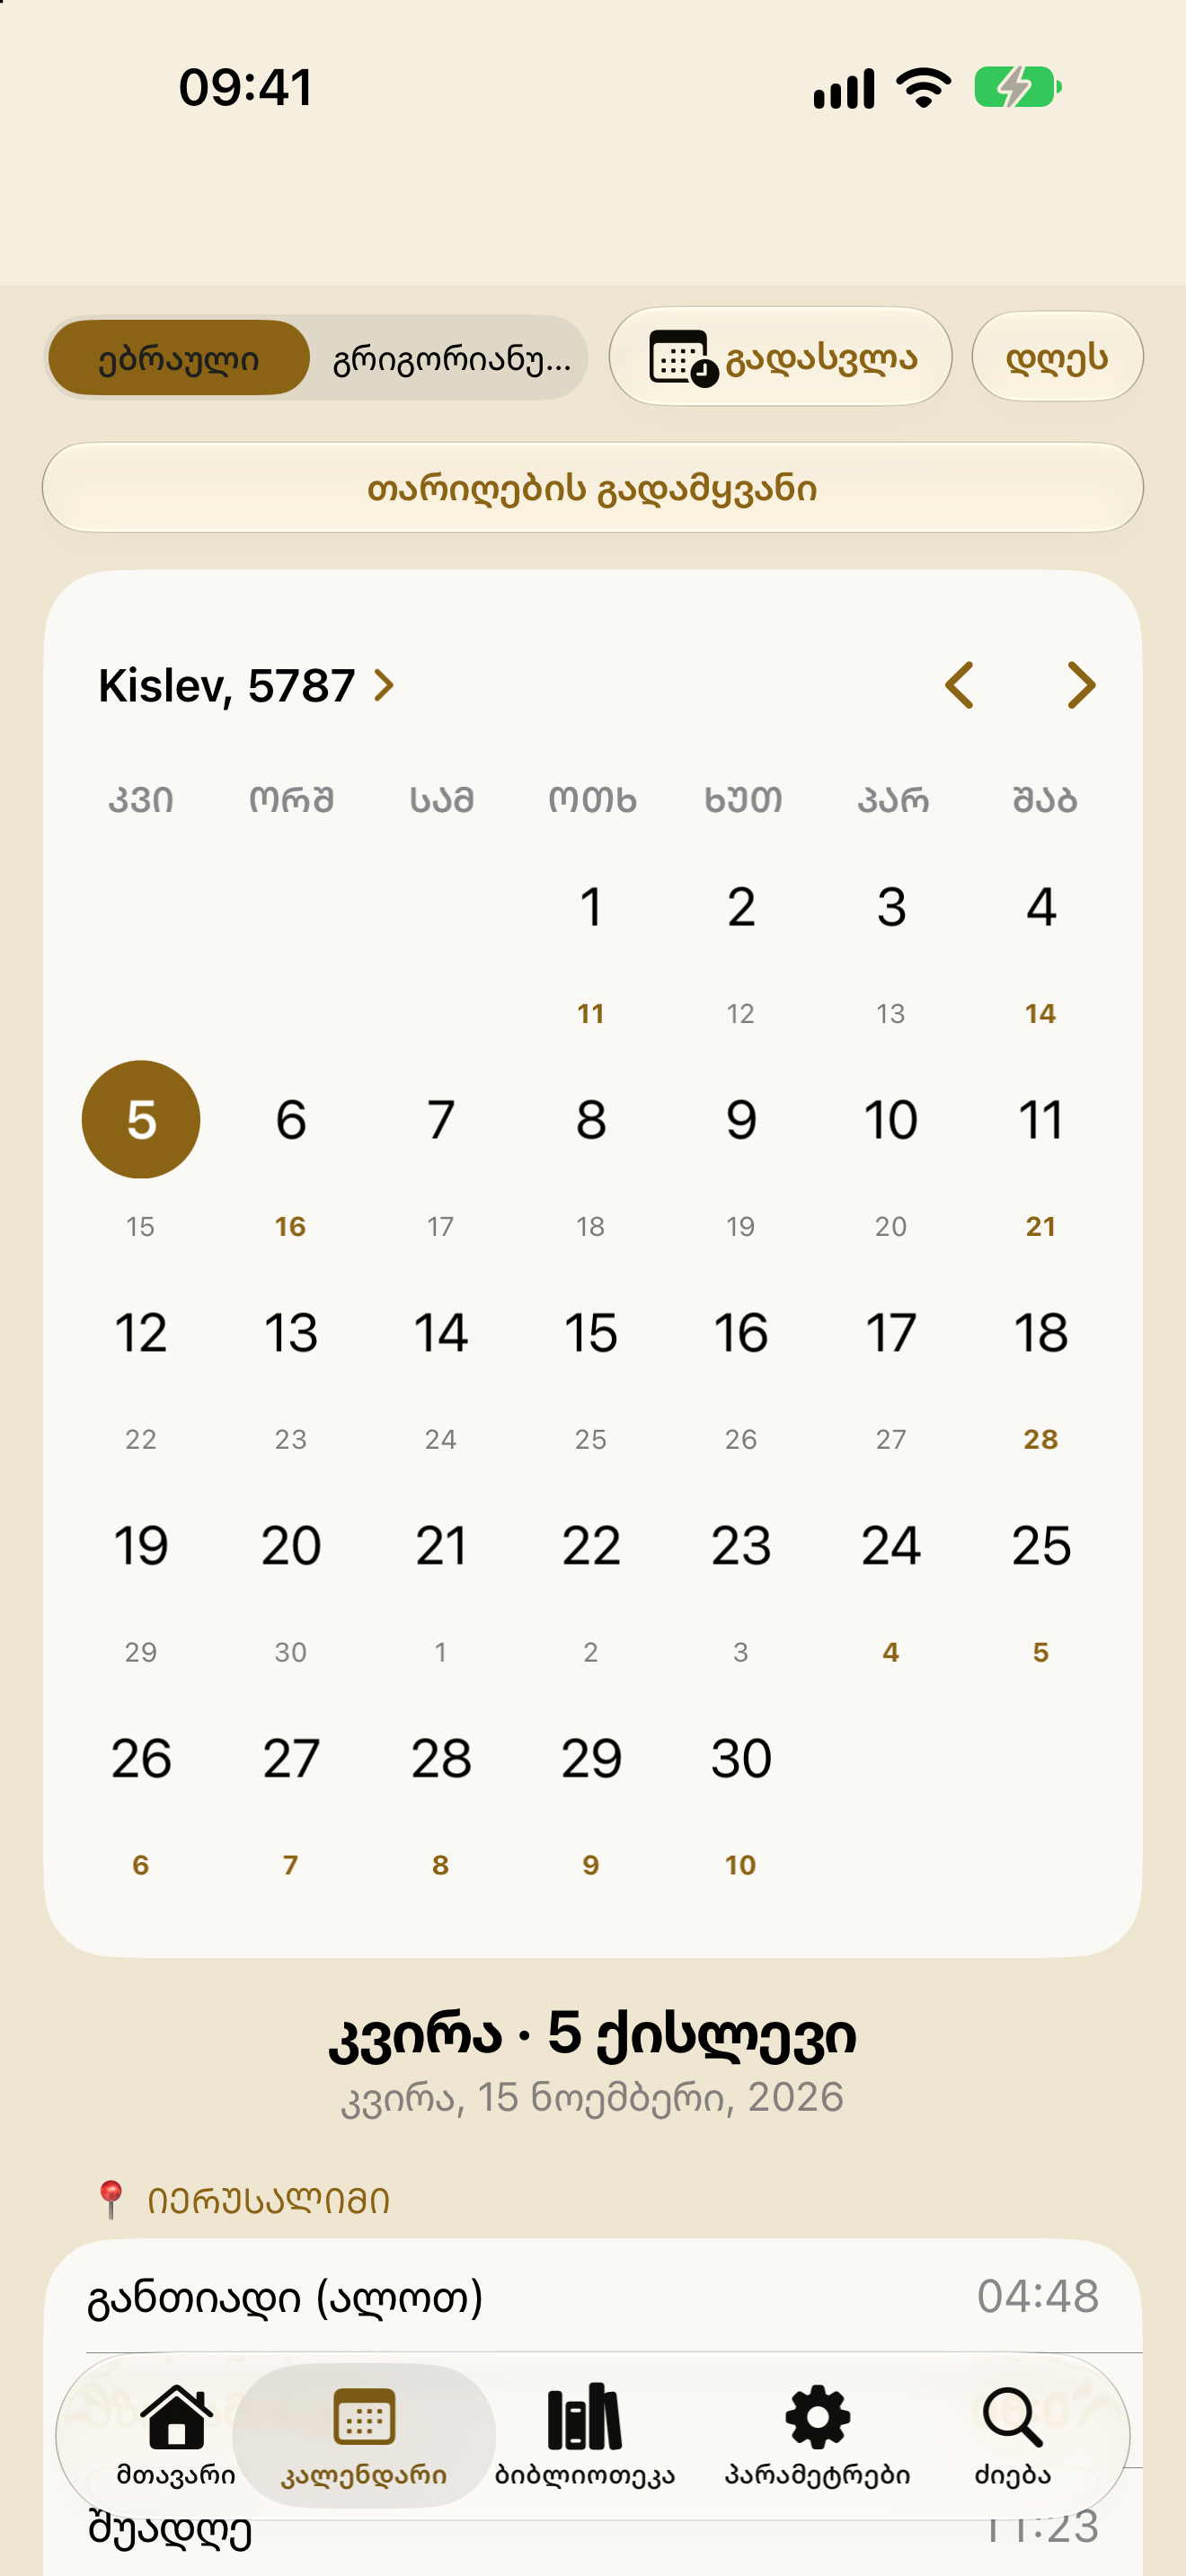 09:41
ებრაული გრიგორიანუ... გადასვლა დღეს
თარიღების გადამყვანი
Kislev, 5787
ᲙᲕᲘ ᲝᲠᲨ ᲡᲐᲛ ᲝᲗᲮ ᲮᲣᲗ ᲞᲐᲠ ᲨᲐᲑ
1 2 3 4
11 12 13 14
5 6 7 8 9 10 11
15 16 17 18 19 20 21
12 13 14 15 16 17 18
22 23 24 25 26 27 28
19 20 21 22 23 24 25
29 30 1 2 3 4 5
26 27 28 29 30
6 7 8 9 10
კვირა · 5 ქისლევი
კვირა, 15 ნოემბერი, 2026
ᲘᲔᲠᲣᲡᲐᲚᲘᲛᲘ
განთიადი (ალოთ) 04:48
მთავარი კალენდარი ბიბლიოთეკა პარამეტრები ძიება
შუადღე 11:23